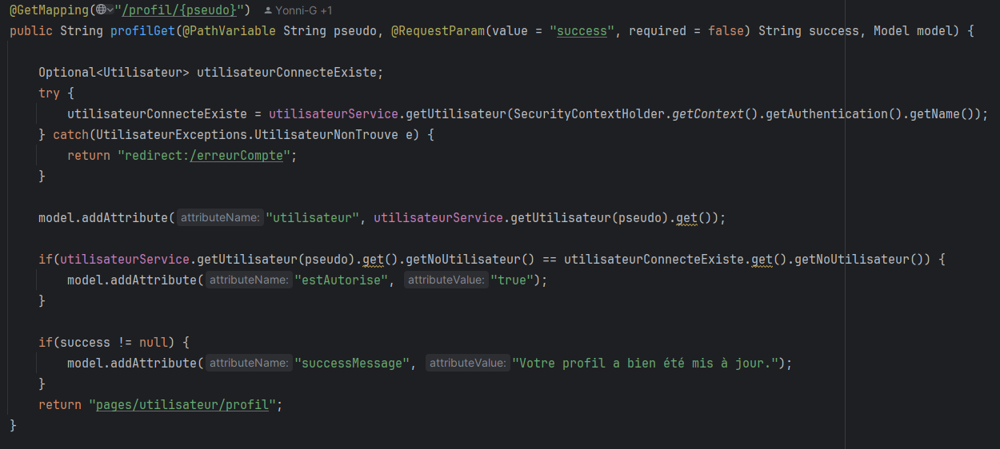 @GetMapping("/profil/{pseudo}") Yonni-G +1
public String profilGet(@PathVariable String pseudo, @RequestParam(value = "success", required = false) String success, Model model) {
Optional<Utilisateur> utilisateurConnecteExiste;
try {
utilisateurConnecteExiste = utilisateurService.getUtilisateur(SecurityContextHolder.getContext().getAuthentication().getName());
} catch(UtilisateurExceptions.UtilisateurNonTrouve e) {
return "redirect:/erreurCompte";
}
model.addAttribute( attributeName: "utilisateur", utilisateurService.getUtilisateur(pseudo).get());
if(utilisateurService.getUtilisateur(pseudo).get().getNoUtilisateur() == utilisateurConnecteExiste.get().getNoUtilisateur()) {
model.addAttribute( attributeName: "estAutorise", attributeValue: "true");
}
if(success != null) {
model.addAttribute( attributeName: "successMessage", attributeValue: "Votre profil a bien été mis à jour.");
}
return "pages/utilisateur/profil";
}